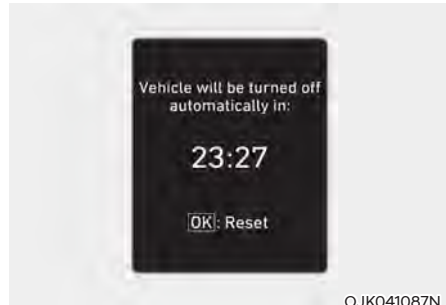 Vehicle will be turned off
automatically in:
23:27
OK: Reset
OJK041087N